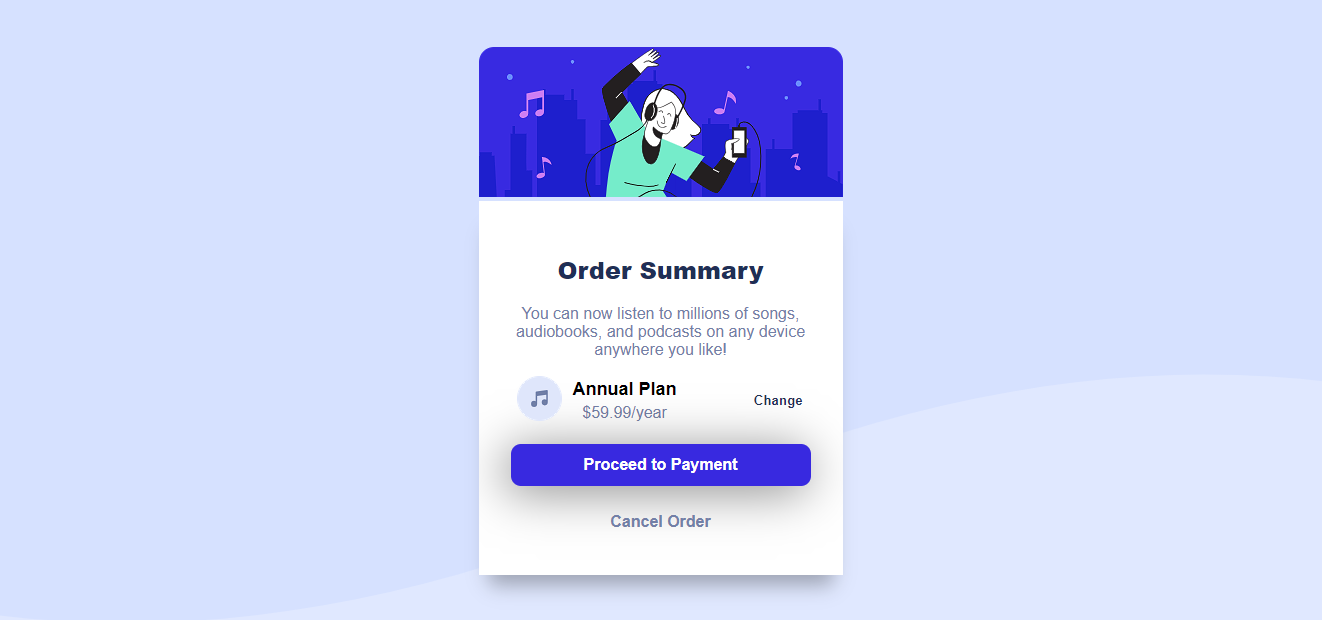 Order Summary
You can now listen to millions of songs,
audiobooks, and podcasts on any device
anywhere you like!
Annual Plan
$59.99/year
Change
Proceed to Payment
Cancel Order